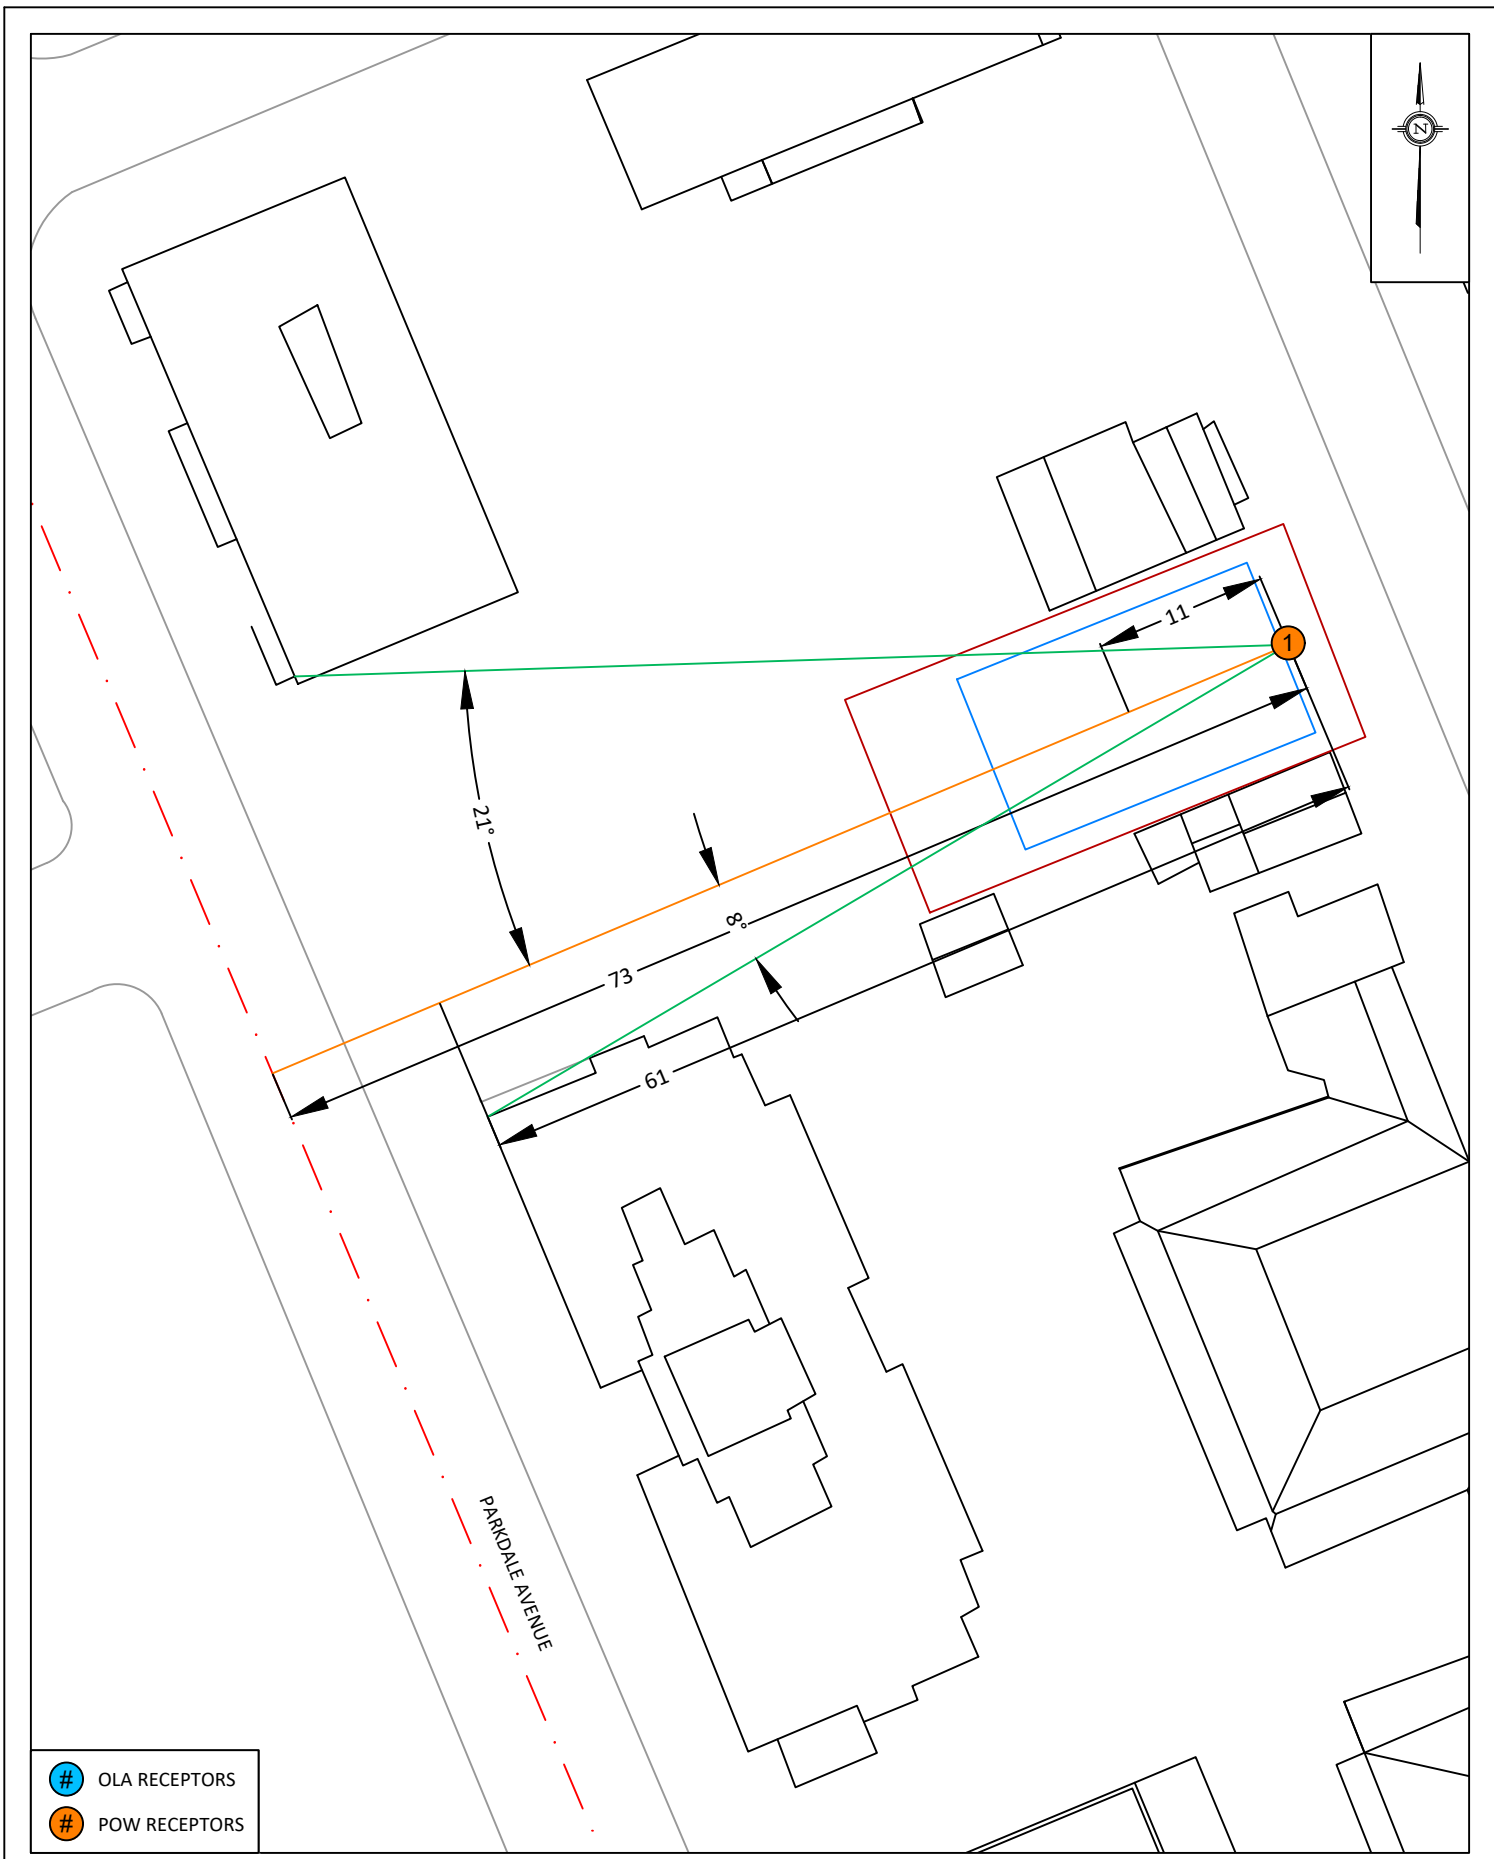 N
11
1
21°
8°
73
61
PARKDALE AVENUE
# OLA RECEPTORS
# POW RECEPTORS